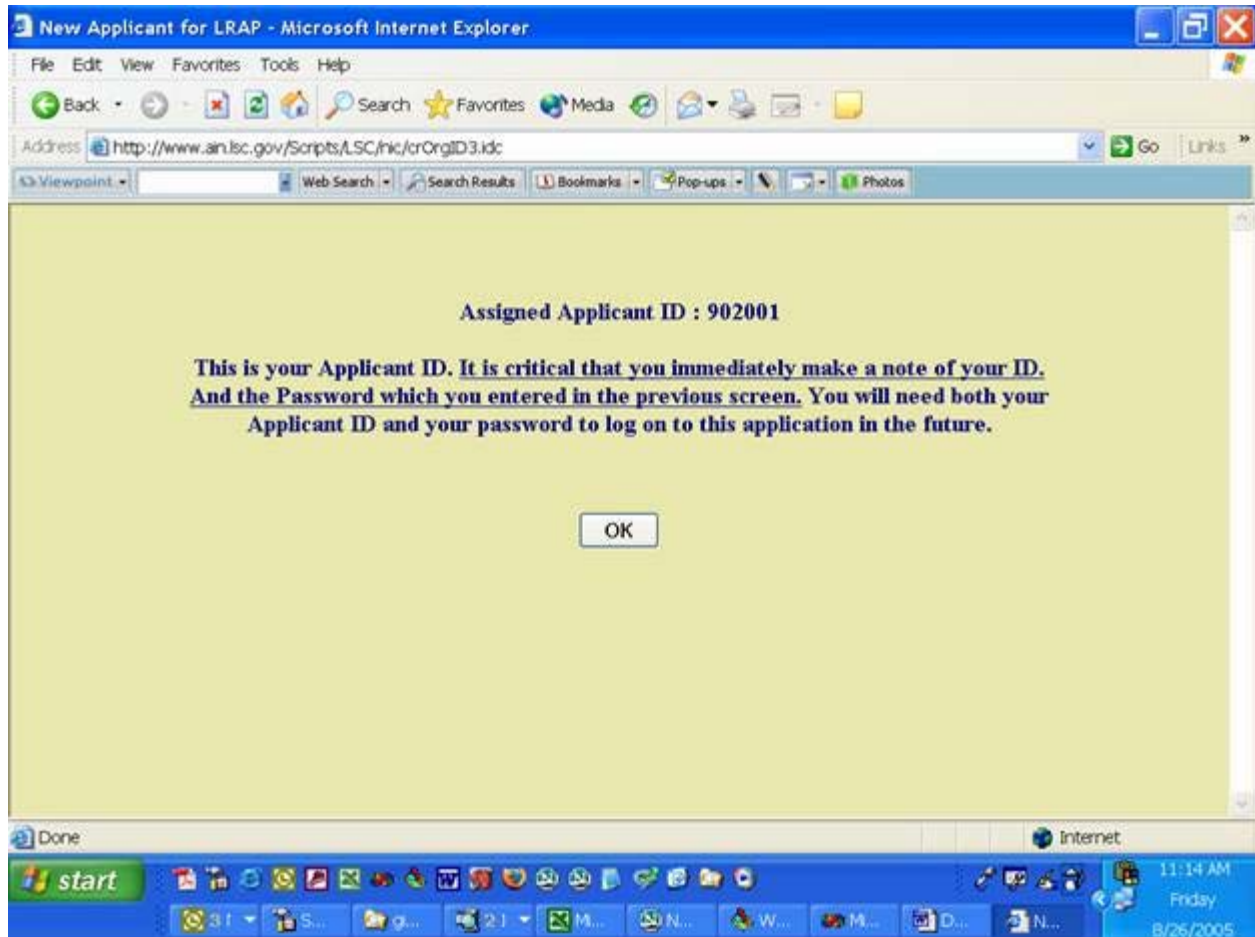 New Applicant for LRAP - Microsoft Internet Explorer
File Edit View Favorites Tools Help
Back Search Favorites Media
Address http://www.ain.lsc.gov/Scripts/LSC/nic/crOrgID3.idc Go Links »
Viewpoint Web Search Search Results Bookmarks Pop-ups Photos
Assigned Applicant ID : 902001
This is your Applicant ID. It is critical that you immediately make a note of your ID.
And the Password which you entered in the previous screen. You will need both your
Applicant ID and your password to log on to this application in the future.
OK
Done Internet
start 11:14 AM
Friday
S... g... M... N... W... M... D... N... 8/26/2005